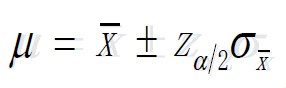 μ = x̅ ± z_{α/2}σ_{x̅}